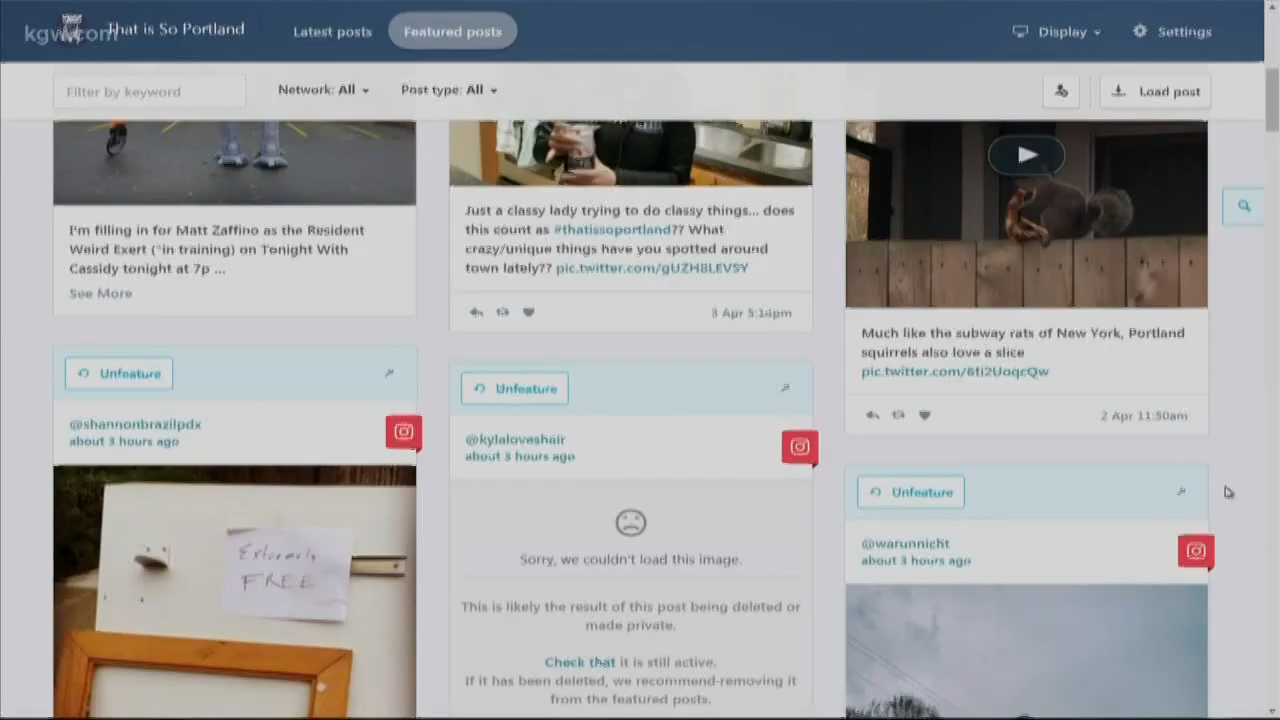 kgw.com
That is So Portland
Latest posts
Featured posts
Display
Settings
Filter by keyword
Network: All
Post type: All
Load post
I'm filling in for Matt Zaffino as the Resident
Weird Exert (*in training) on Tonight With
Cassidy tonight at 7p ...
See More
Just a classy lady trying to do classy things... does
this count as #thatissoportland?? What
crazy/unique things have you spotted around
town lately?? pic.twitter.com/gUZH8LEVSY
3 Apr 5:16pm
Much like the subway rats of New York, Portland
squirrels also love a slice
pic.twitter.com/6ti2UoqcQw
2 Apr 11:50am
Unfeature
@shannonbrazilpdx
about 3 hours ago
Extremely
FREE
Unfeature
@kylaloveshair
about 3 hours ago
Sorry, we couldn't load this image.
This is likely the result of this post being deleted or
made private.
Check that it is still active.
If it has been deleted, we recommend removing it
from the featured posts.
Unfeature
@warunnicht
about 3 hours ago